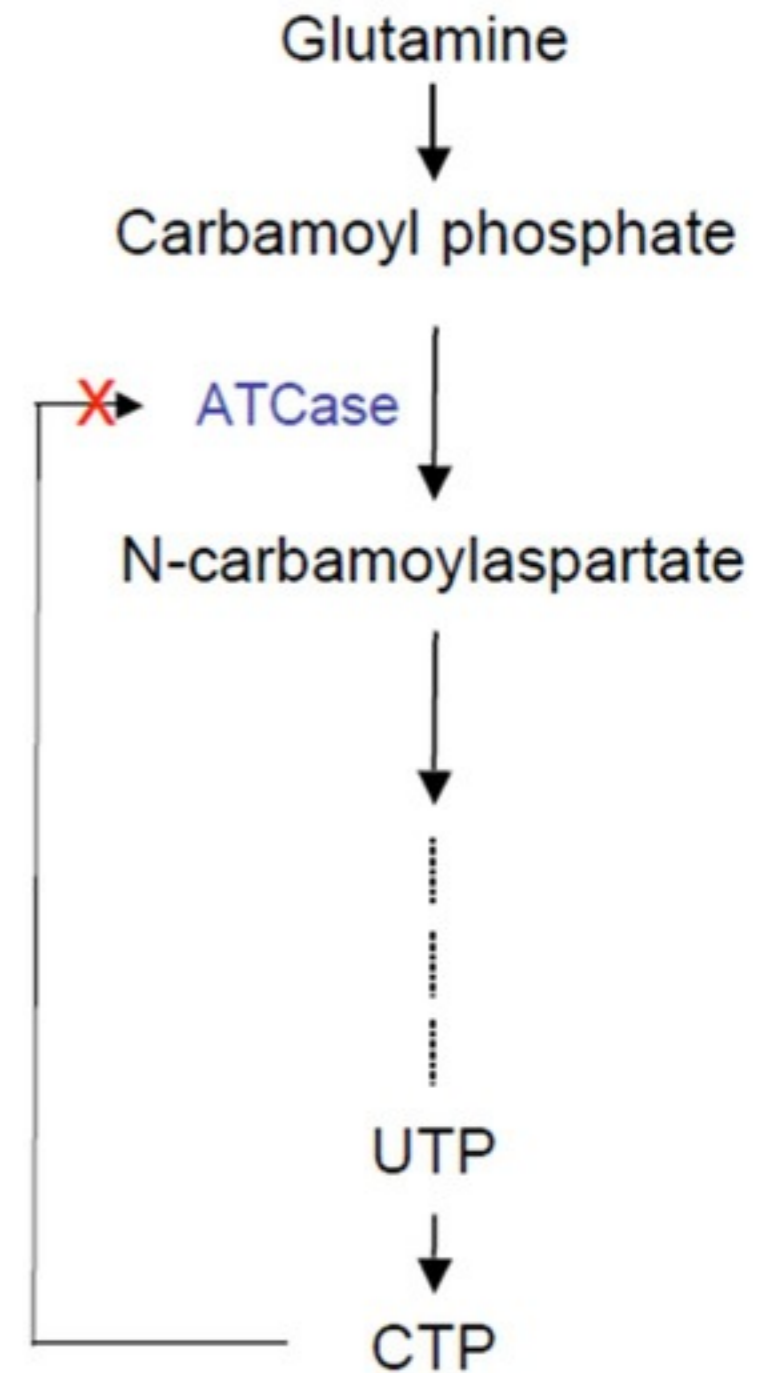 Glutamine
Carbamoyl phosphate
X ATCase
N-carbamoylaspartate
UTP
CTP